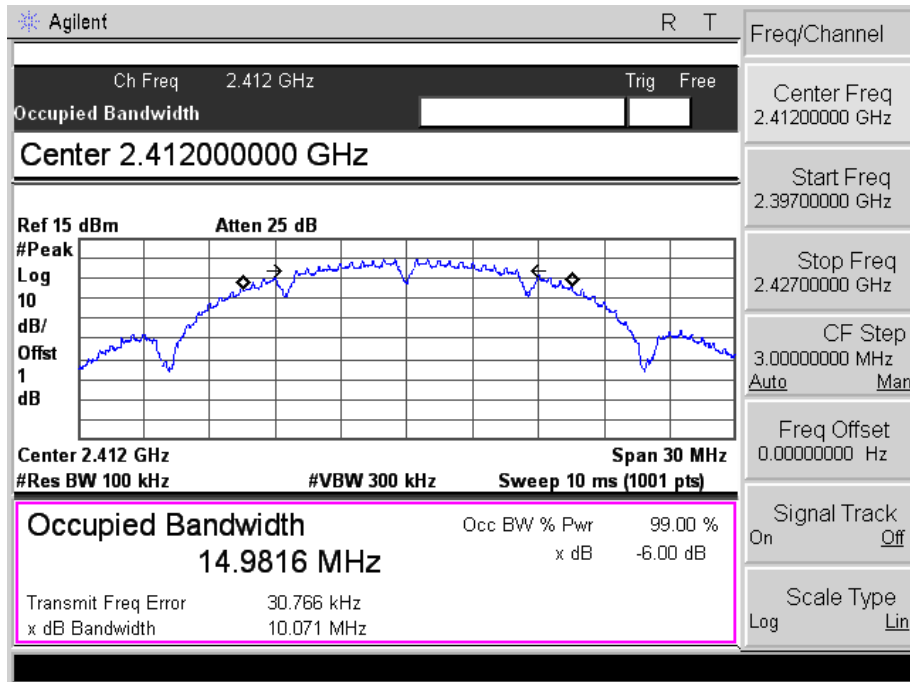 Agilent R T
Ch Freq 2.412 GHz Trig Free
Occupied Bandwidth
Center 2.412000000 GHz
Ref 15 dBm Atten 25 dB
#Peak
Log
10
dB/
Offst
1
dB
Center 2.412 GHz Span 30 MHz
#Res BW 100 kHz #VBW 300 kHz Sweep 10 ms (1001 pts)
Occupied Bandwidth
14.9816 MHz
Occ BW % Pwr 99.00 %
x dB -6.00 dB
Transmit Freq Error 30.766 kHz
x dB Bandwidth 10.071 MHz
Freq/Channel
Center Freq
2.41200000 GHz
Start Freq
2.39700000 GHz
Stop Freq
2.42700000 GHz
CF Step
3.00000000 MHz
Auto Man
Freq Offset
0.00000000 Hz
Signal Track
On Off
Scale Type
Log Lin